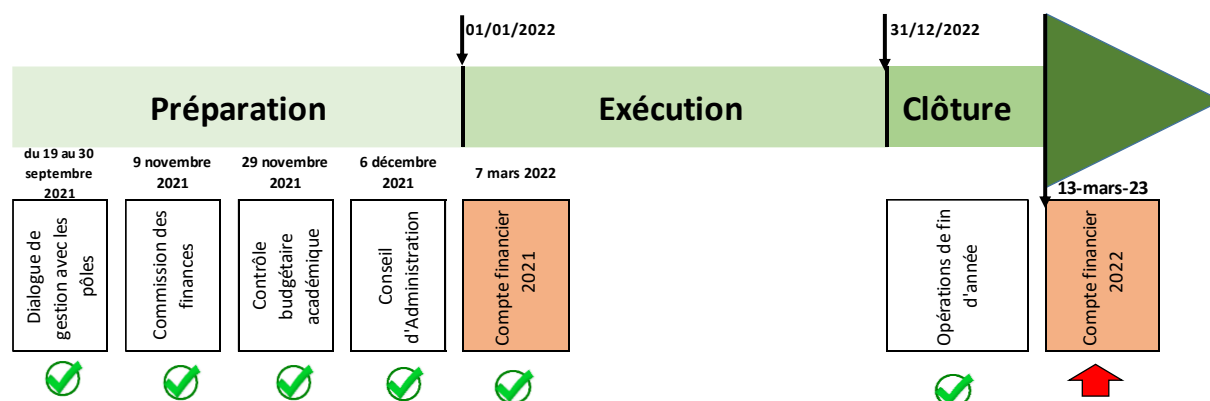 01/01/2022
31/12/2022
Préparation
Exécution
Clôture
du 19 au 30
septembre
2021
9 novembre
2021
29 novembre
2021
6 décembre
2021
7 mars 2022
13-mars-23
Dialogue de
gestion avec les
pôles
Commission des
finances
Contrôle
budgétaire
académique
Conseil
d'Administration
Compte financier
2021
Opérations de fin
d'année
Compte financier
2022